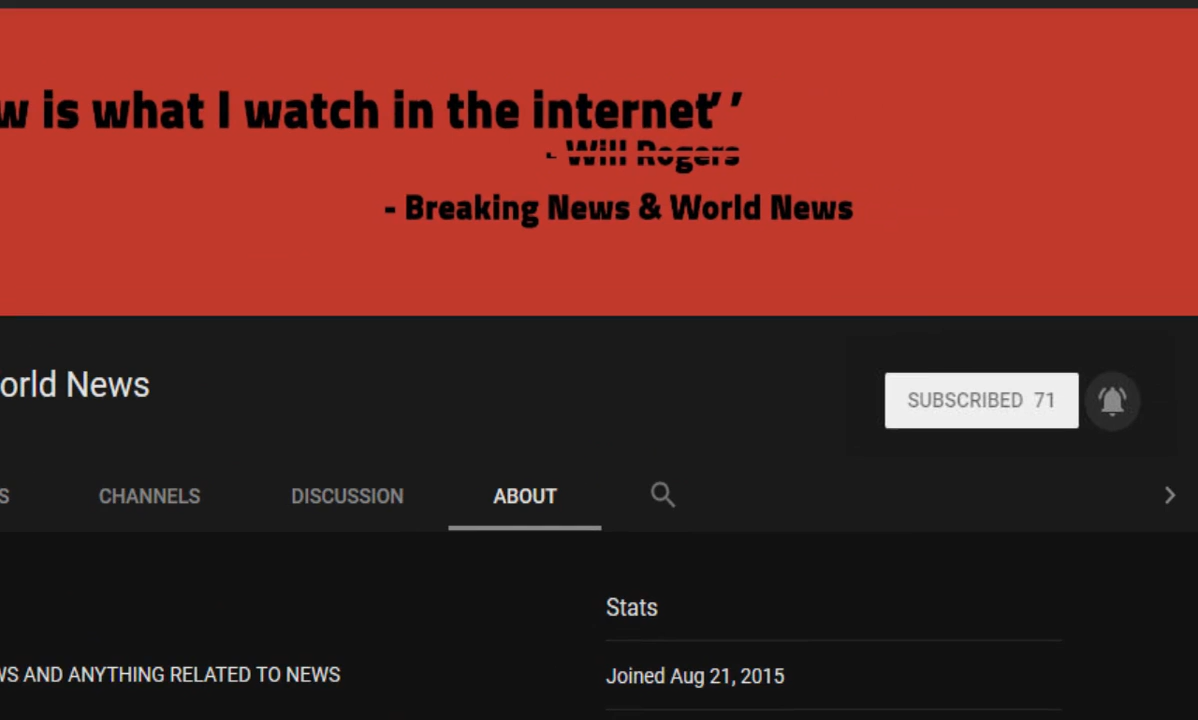 w is what I watch in the internet’’
- Will Rogers
- Breaking News & World News
orld News
SUBSCRIBED 71
S
CHANNELS
DISCUSSION
ABOUT
Stats
WS AND ANYTHING RELATED TO NEWS
Joined Aug 21, 2015